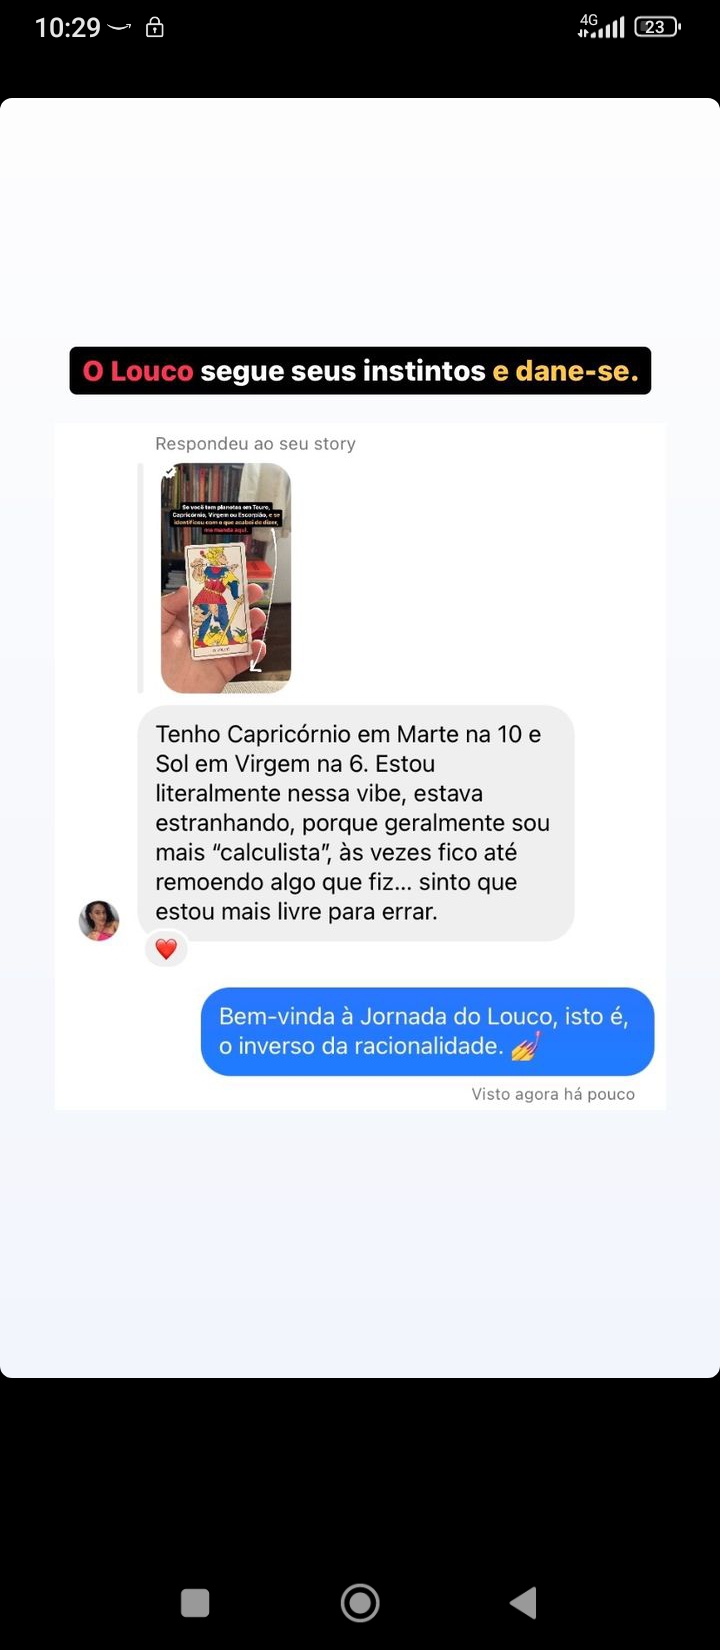 10:29
4G
23
O Louco segue seus instintos e dane-se.
Respondeu ao seu story
Se você tem planetas em Touro,
Capricórnio, Virgem ou Escorpião, e se
identificou com o que acabei de dizer,
me manda aqui.
Tenho Capricórnio em Marte na 10 e
Sol em Virgem na 6. Estou
literalmente nessa vibe, estava
estranhando, porque geralmente sou
mais “calculista”, às vezes fico até
remoendo algo que fiz... sinto que
estou mais livre para errar.
Bem-vinda à Jornada do Louco, isto é,
o inverso da racionalidade.
Visto agora há pouco